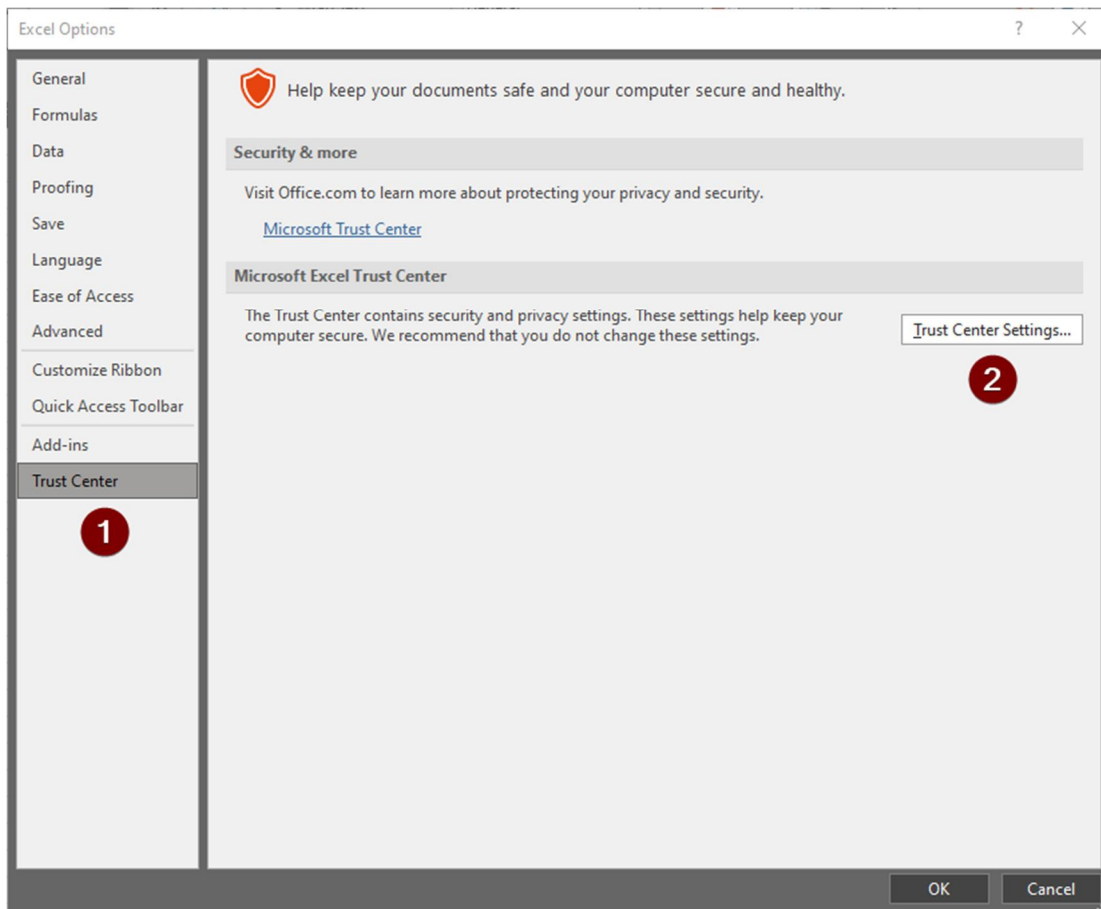 Excel Options
?
General
Formulas
Data
Proofing
Save
Language
Ease of Access
Advanced
Customize Ribbon
Quick Access Toolbar
Add-ins
Trust Center
1
Help keep your documents safe and your computer secure and healthy.
Security & more
Visit Office.com to learn more about protecting your privacy and security.
Microsoft Trust Center
Microsoft Excel Trust Center
The Trust Center contains security and privacy settings. These settings help keep your
computer secure. We recommend that you do not change these settings.
Trust Center Settings...
2
OK
Cancel